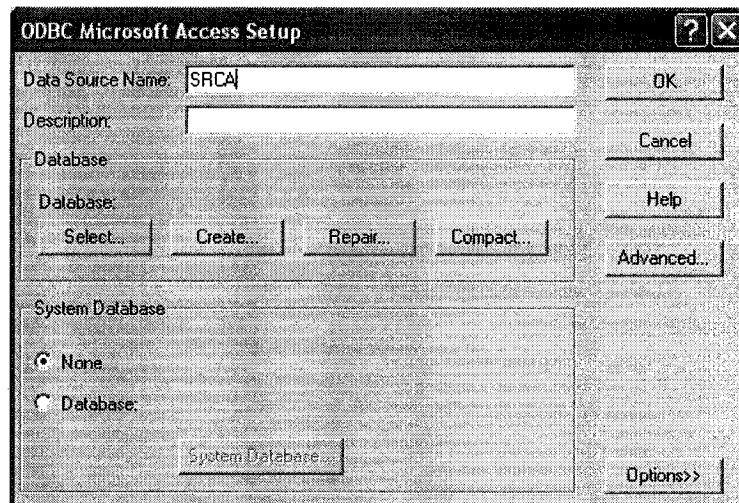 ODBC Microsoft Access Setup
Data Source Name: SRCA
OK
Description:
Cancel
Database
Database:
Help
Select... Create... Repair... Compact...
Advanced...
System Database
None
Database:
System Database...
Options>>